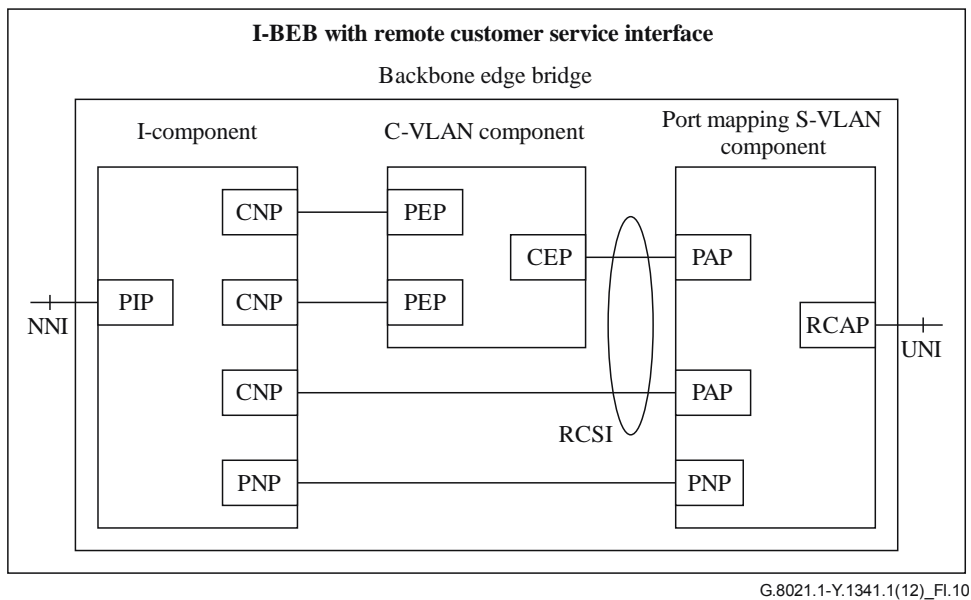 I-BEB with remote customer service interface
Backbone edge bridge
I-component
C-VLAN component
Port mapping S-VLAN
component
CNP
PEP
CEP
PAP
PIP
CNP
PEP
RCAP
NNI
UNI
CNP
PAP
RCSI
PNP
PNP
G.8021.1-Y.1341.1(12)_FI.10